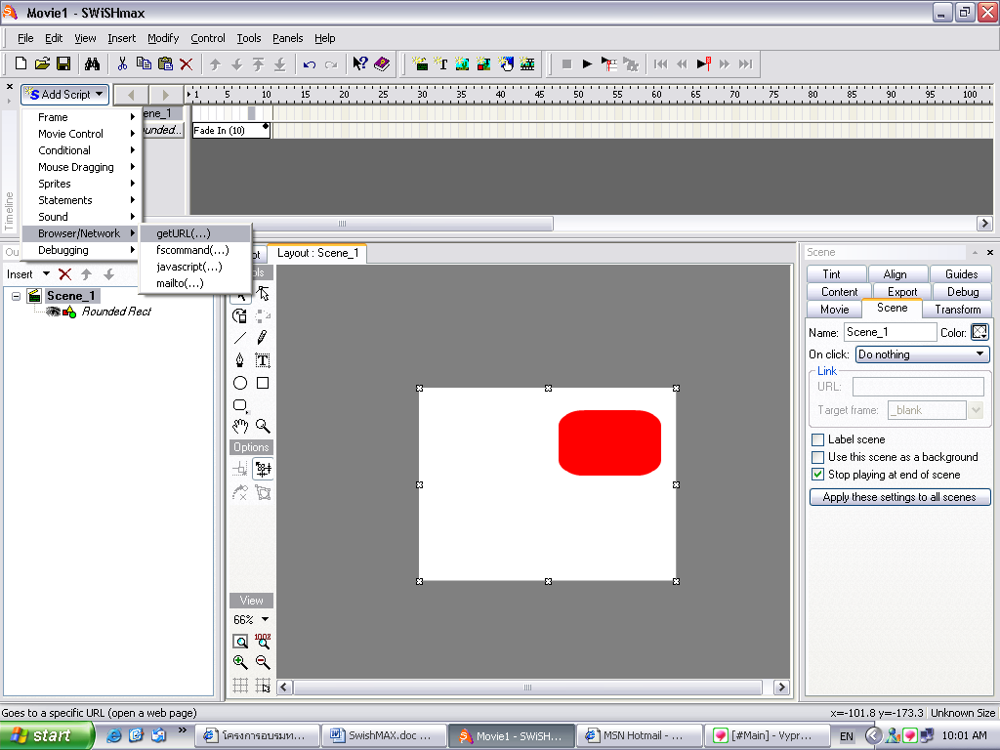 Movie1 - SWiSHmax
File Edit View Insert Modify Control Tools Panels Help
Add Script
1 5 10 15 20 25 30 35 40 45 50 55 60 65 70 75 80 85 90 95 100
Fade In (10)
Timeline
Frame
Movie Control
Conditional
Mouse Dragging
Sprites
Statements
Sound
Browser/Network
Debugging
getURL(...)
fscommand(...)
javascript(...)
mailto(...)
Layout : Scene_1
Insert
Scene_1
Rounded Rect
Options
View
66%
100%
Scene
Tint Align Guides
Content Export Debug
Movie Scene Transform
Name: Scene_1 Color:
On click: Do nothing
Link
URL:
Target frame: _blank
Label scene
Use this scene as a background
Stop playing at end of scene
Apply these settings to all scenes
Goes to a specific URL (open a web page)
x=-101.8 y=-173.3 Unknown Size
start
โครงการอบรมท...
SwishMAX.doc ...
Movie1 - SWiSH...
MSN Hotmail - ...
[#Main] - Vypr...
EN
10:01 AM